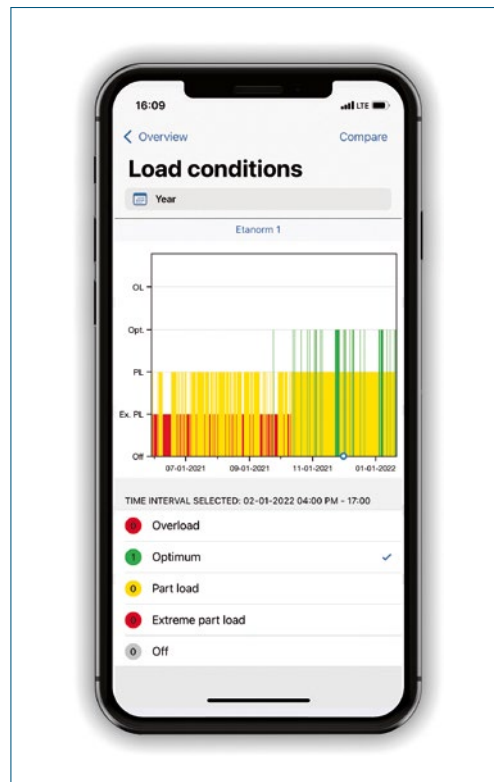 16:09
LTE
Overview
Compare
Load conditions
Year
Etanorm 1
OL
Opt.
PL
Ex. PL
Off
07-01-2021 09-01-2021 11-01-2021 01-01-2022
TIME INTERVAL SELECTED: 02-01-2022 04:00 PM - 17:00
0 Overload
1 Optimum
0 Part load
0 Extreme part load
0 Off